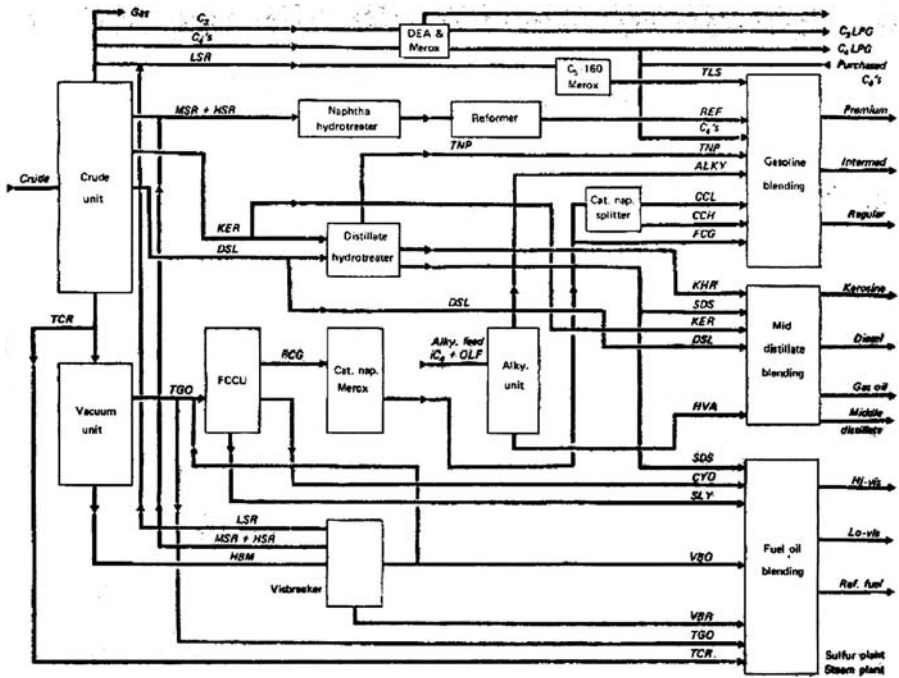 Gas
C3
C4's
LSR
DEA &
Merox
C3 LPG
C4 LPG
Purchased
C4's
C5-160
Merox
TLS
Crude
Crude
unit
MSR + HSR
Naphtha
hydrotreater
Reformer
REF
C4's
TNP
TNP
ALKY
Gasoline
blending
Premium
Intermed
Regular
Cat. nap.
splitter
CCL
CCH
FCG
KER
DSL
Distillate
hydrotreater
DSL
KHR
SDS
KER
DSL
Mid
distillate
blending
Kerosine
Diesel
Gas oil
Middle
distillate
TCR
Vacuum
unit
TGO
FCCU
RCG
Cat. nap.
Merox
Alky. feed
iC4 + OLF
Alky.
unit
HVA
SDS
CYO
SLY
LSR
MSR + HSR
HBM
Visbreaker
VBO
VBR
TGO
TCR.
Fuel oil
blending
Hi-vis
Lo-vis
Ref. fuel
Sulfur plant
Steam plant